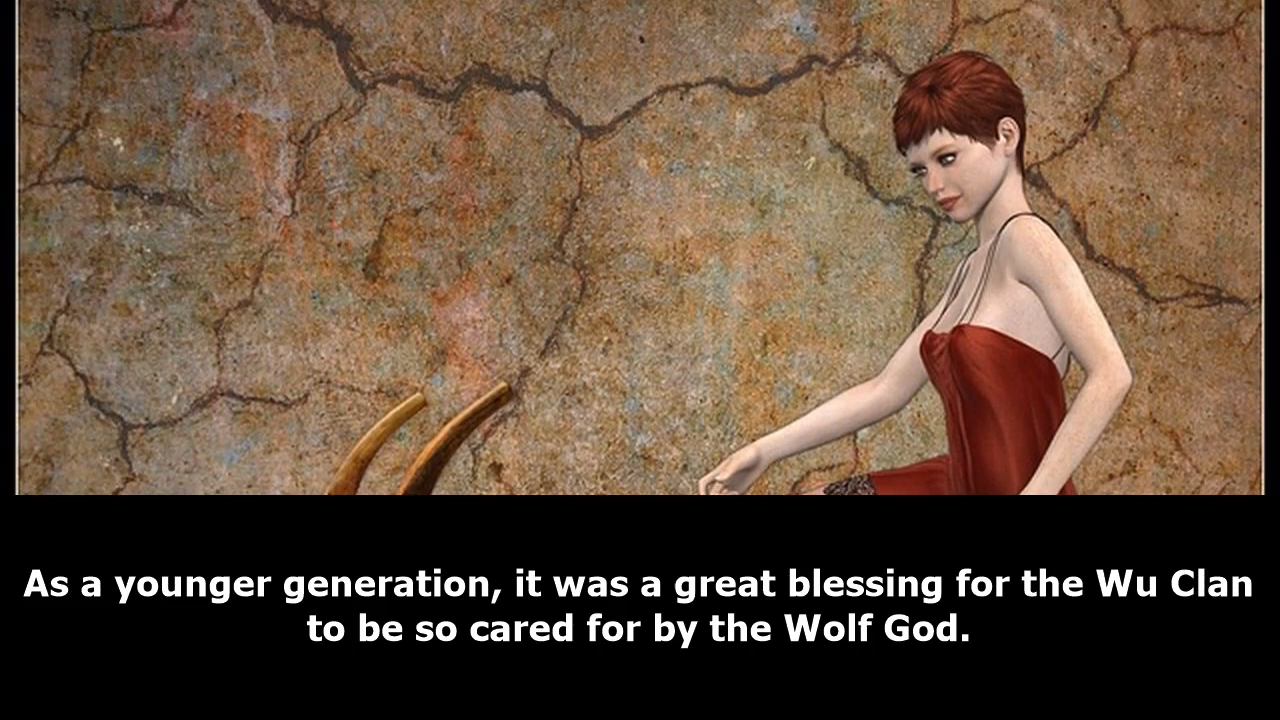 As a younger generation, it was a great blessing for the Wu Clan
to be so cared for by the Wolf God.